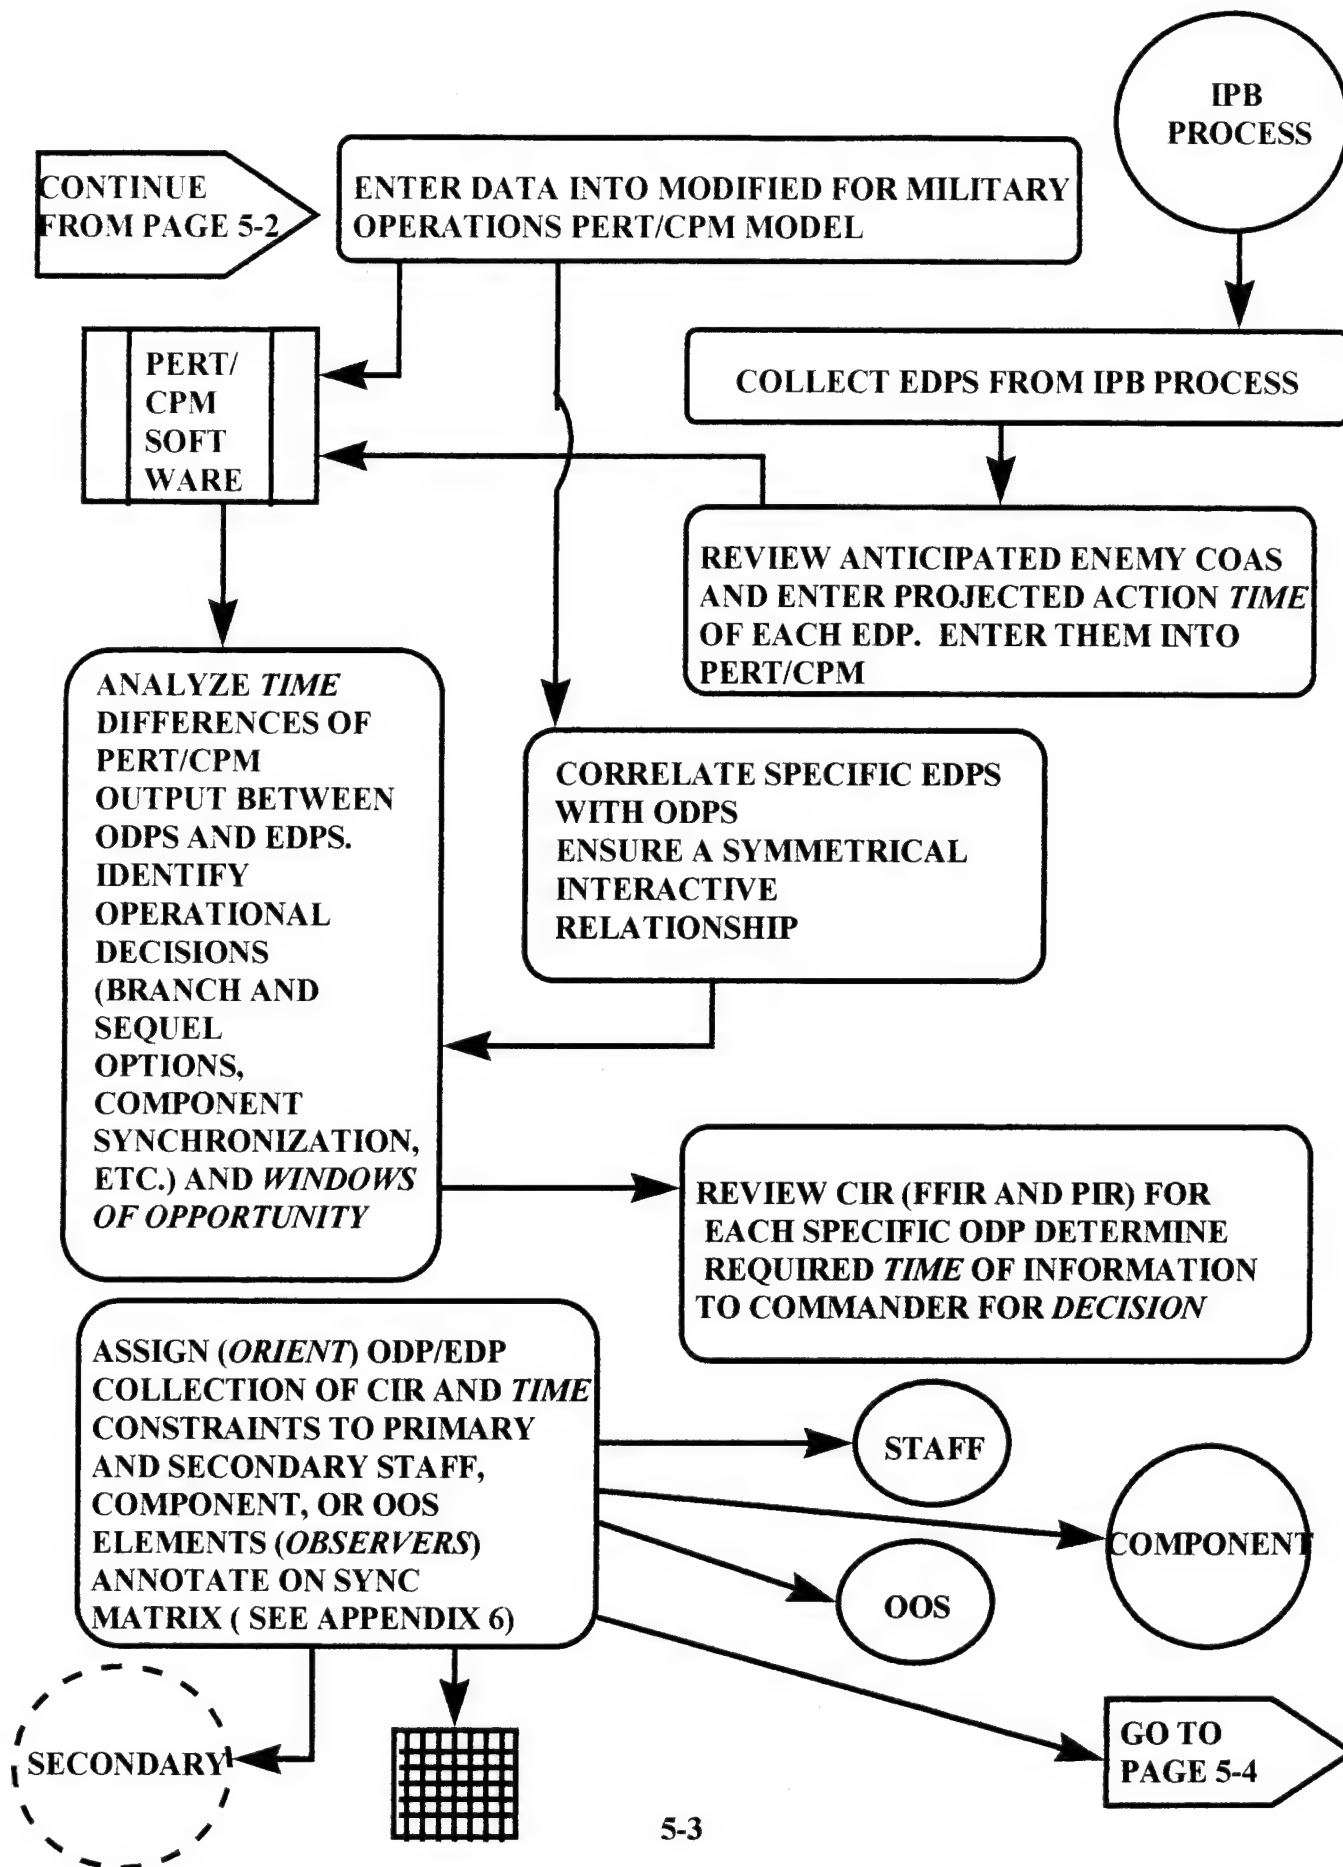 IPB
PROCESS
CONTINUE
FROM PAGE 5-2
ENTER DATA INTO MODIFIED FOR MILITARY
OPERATIONS PERT/CPM MODEL
PERT/
CPM
SOFT
WARE
COLLECT EDPS FROM IPB PROCESS
REVIEW ANTICIPATED ENEMY COAS
AND ENTER PROJECTED ACTION TIME
OF EACH EDP. ENTER THEM INTO
PERT/CPM
ANALYZE TIME
DIFFERENCES OF
PERT/CPM
OUTPUT BETWEEN
ODPS AND EDPS.
IDENTIFY
OPERATIONAL
DECISIONS
(BRANCH AND
SEQUEL
OPTIONS,
COMPONENT
SYNCHRONIZATION,
ETC.) AND WINDOWS
OF OPPORTUNITY
CORRELATE SPECIFIC EDPS
WITH ODPS
ENSURE A SYMMETRICAL
INTERACTIVE
RELATIONSHIP
REVIEW CIR (FFIR AND PIR) FOR
EACH SPECIFIC ODP DETERMINE
REQUIRED TIME OF INFORMATION
TO COMMANDER FOR DECISION
ASSIGN (ORIENT) ODP/EDP
COLLECTION OF CIR AND TIME
CONSTRAINTS TO PRIMARY
AND SECONDARY STAFF,
COMPONENT, OR OOS
ELEMENTS (OBSERVERS)
ANNOTATE ON SYNC
MATRIX ( SEE APPENDIX 6)
STAFF
COMPONENT
OOS
SECONDARY
GO TO
PAGE 5-4
5-3